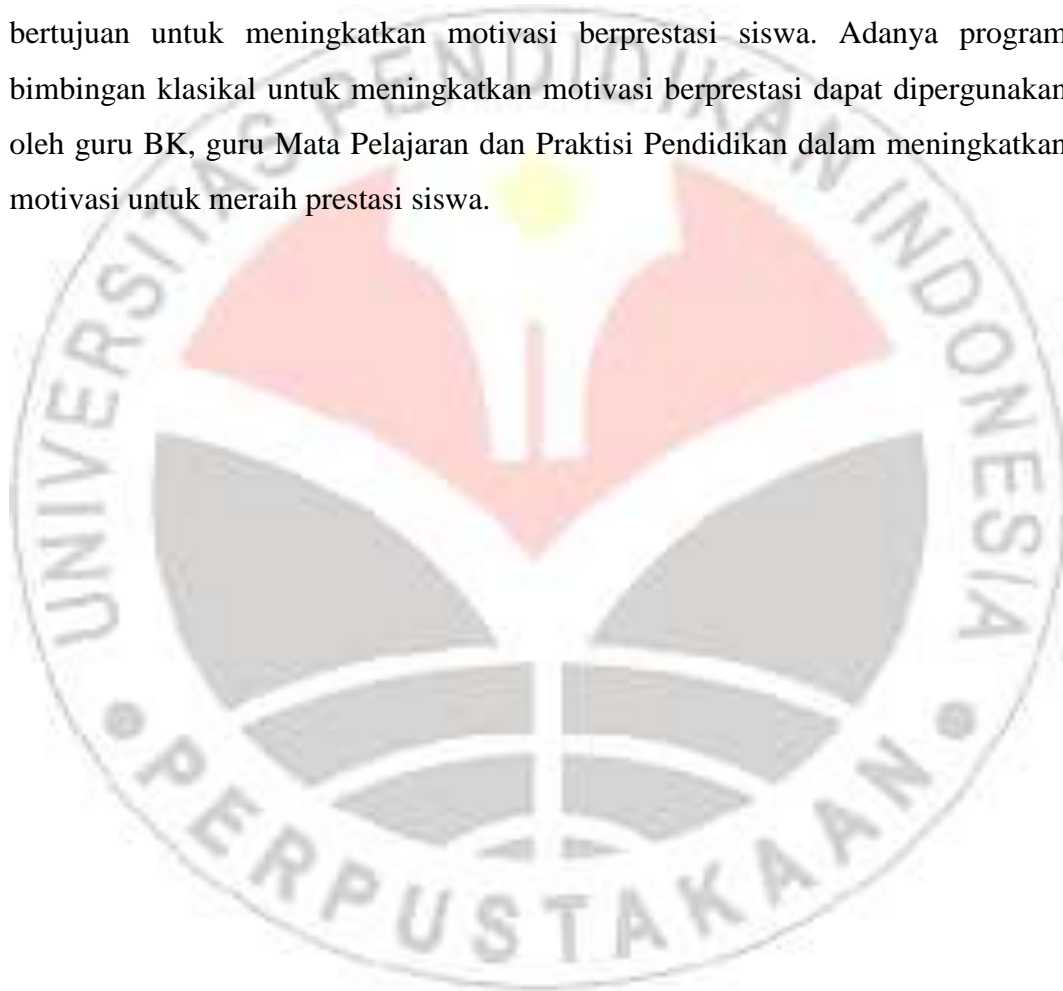 bertujuan untuk meningkatkan motivasi berprestasi siswa. Adanya program
bimbingan klasikal untuk meningkatkan motivasi berprestasi dapat dipergunakan
oleh guru BK, guru Mata Pelajaran dan Praktisi Pendidikan dalam meningkatkan
motivasi untuk meraih prestasi siswa.
UNIVERSITAS PENDIDIKAN INDONESIA
PERPUSTAKAAN